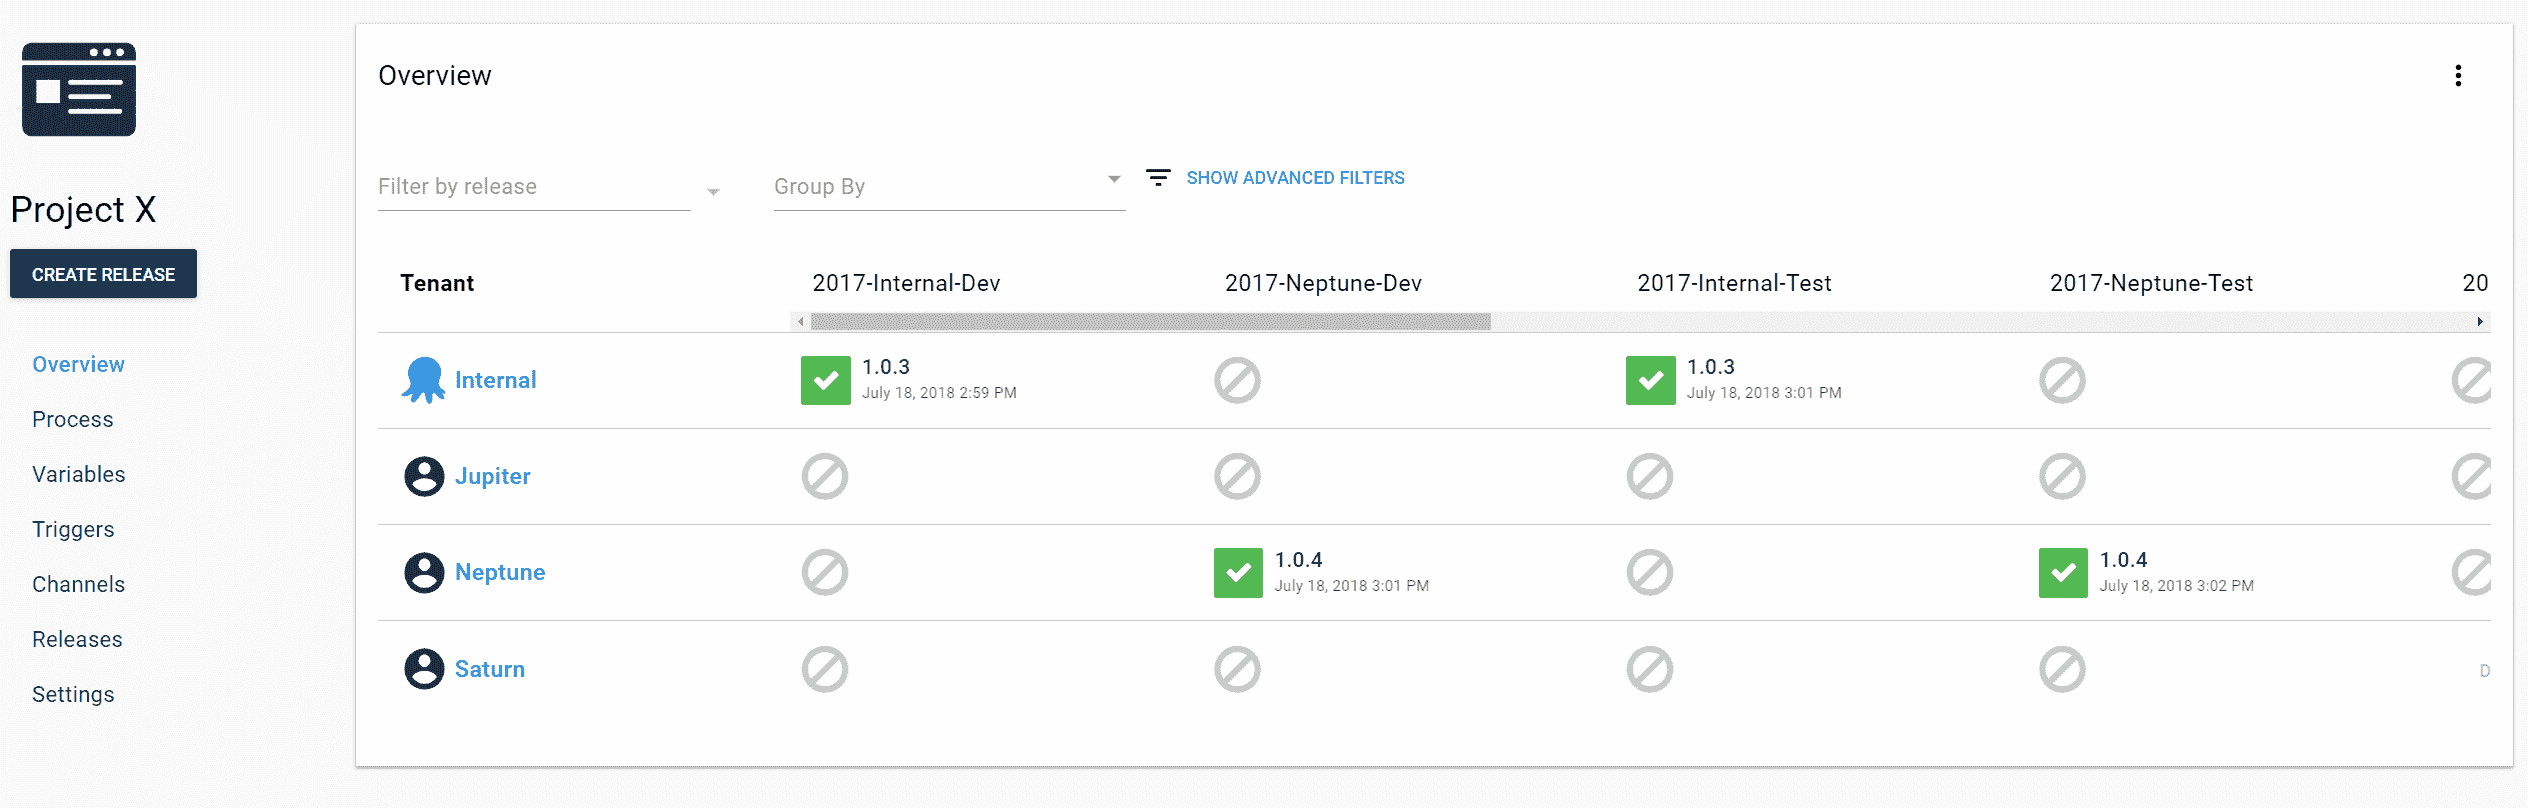 Project X
CREATE RELEASE
Overview
Process
Variables
Triggers
Channels
Releases
Settings
Overview
Filter by release
Group By
SHOW ADVANCED FILTERS
Tenant 2017-Internal-Dev 2017-Neptune-Dev 2017-Internal-Test 2017-Neptune-Test 20
Internal 1.0.3 1.0.3
July 18, 2018 2:59 PM July 18, 2018 3:01 PM
Jupiter
Neptune 1.0.4 1.0.4
July 18, 2018 3:01 PM July 18, 2018 3:02 PM
Saturn D